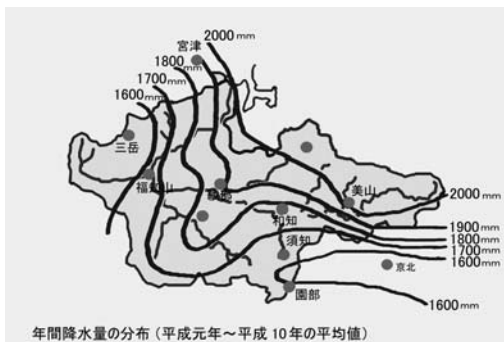 2000mm
宮津
1800mm
1700mm
1600mm
三岳
福知山
綾部
美山
和知
2000mm
須知
1900mm
1800mm
1700mm
1600mm
京北
園部
1600mm
年間降水量の分布（平成元年～平成10年の平均値）